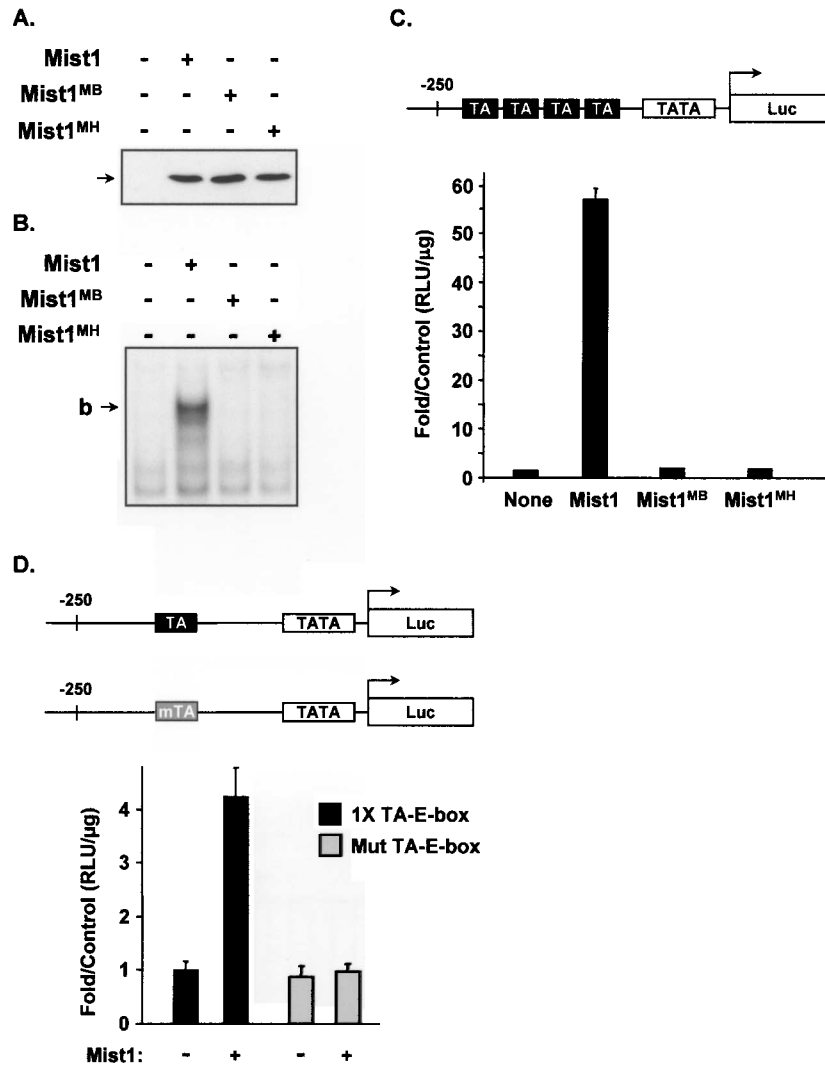 A.
Mist1 - + - -
Mist1MB - - + -
Mist1MH - - - +
B.
Mist1 - + - -
Mist1MB - - + -
Mist1MH - - - +
b
C.
-250
TA TA TA TA TATA Luc
Fold/Control (RLU/µg)
60
50
40
30
20
10
0
None Mist1 Mist1MB Mist1MH
D.
-250
TA TATA Luc
-250
mTA TATA Luc
Fold/Control (RLU/µg)
4
3
2
1
0
1X TA-E-box
Mut TA-E-box
Mist1: - + - +